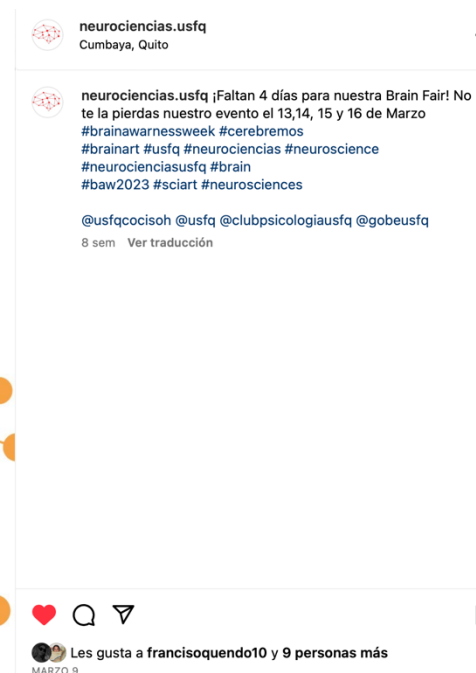 neurociencias.usfq
Cumbaya, Quito
neurociencias.usfq ¡Faltan 4 días para nuestra Brain Fair! No
te la pierdas nuestro evento el 13,14, 15 y 16 de Marzo
#brainawarnessweek #cerebremos
#brainart #usfq #neurociencias #neuroscience
#neurocienciasusfq #brain
#baw2023 #sciart #neurosciences
@usfqcocisoh @usfq @clubpsicologiausfq @gobeusfq
8 sem Ver traducción
Les gusta a francisoquendo10 y 9 personas más
MARZO 9